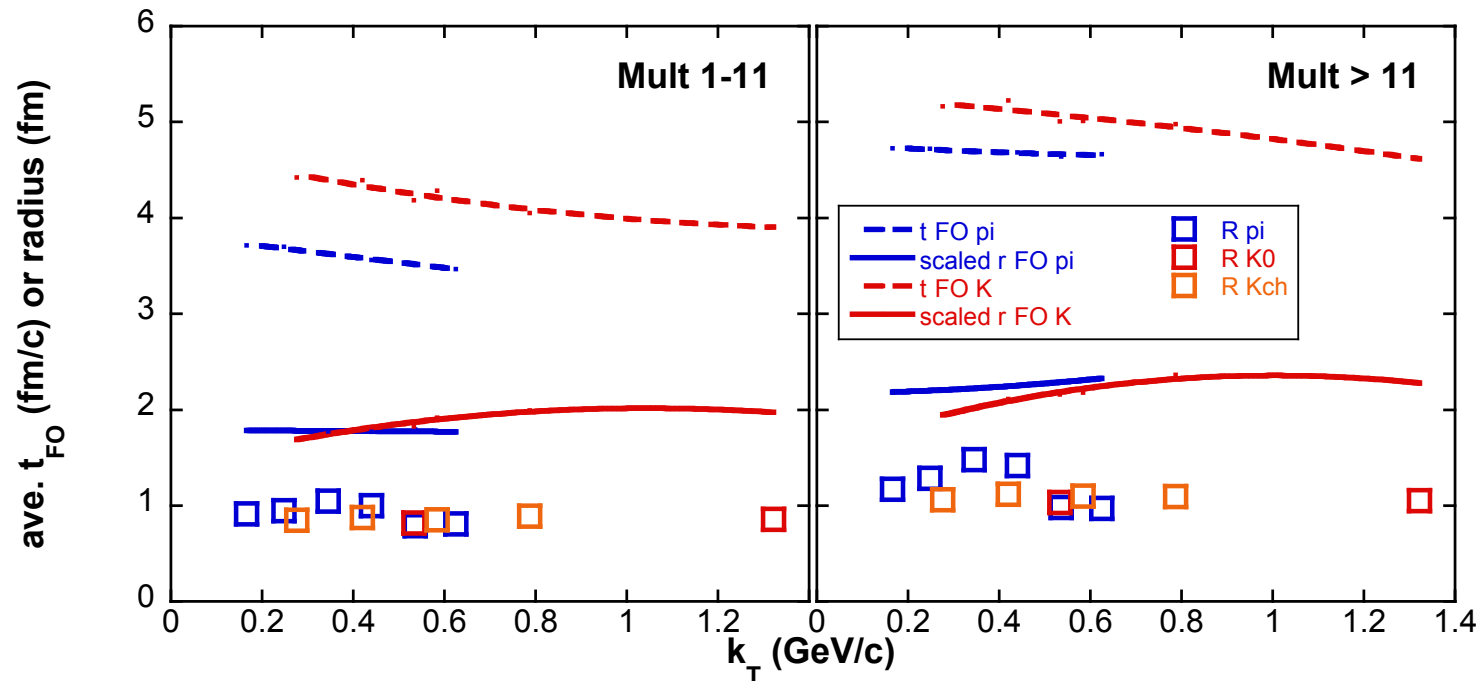 ave. t_FO (fm/c) or radius (fm)
6
5
4
3
2
1
0
Mult 1-11
Mult > 11
t FO pi
scaled r FO pi
t FO K
scaled r FO K
R pi
R K0
R Kch
0 0.2 0.4 0.6 0.8 1 1.2
0 0.2 0.4 0.6 0.8 1 1.2 1.4
k_T (GeV/c)